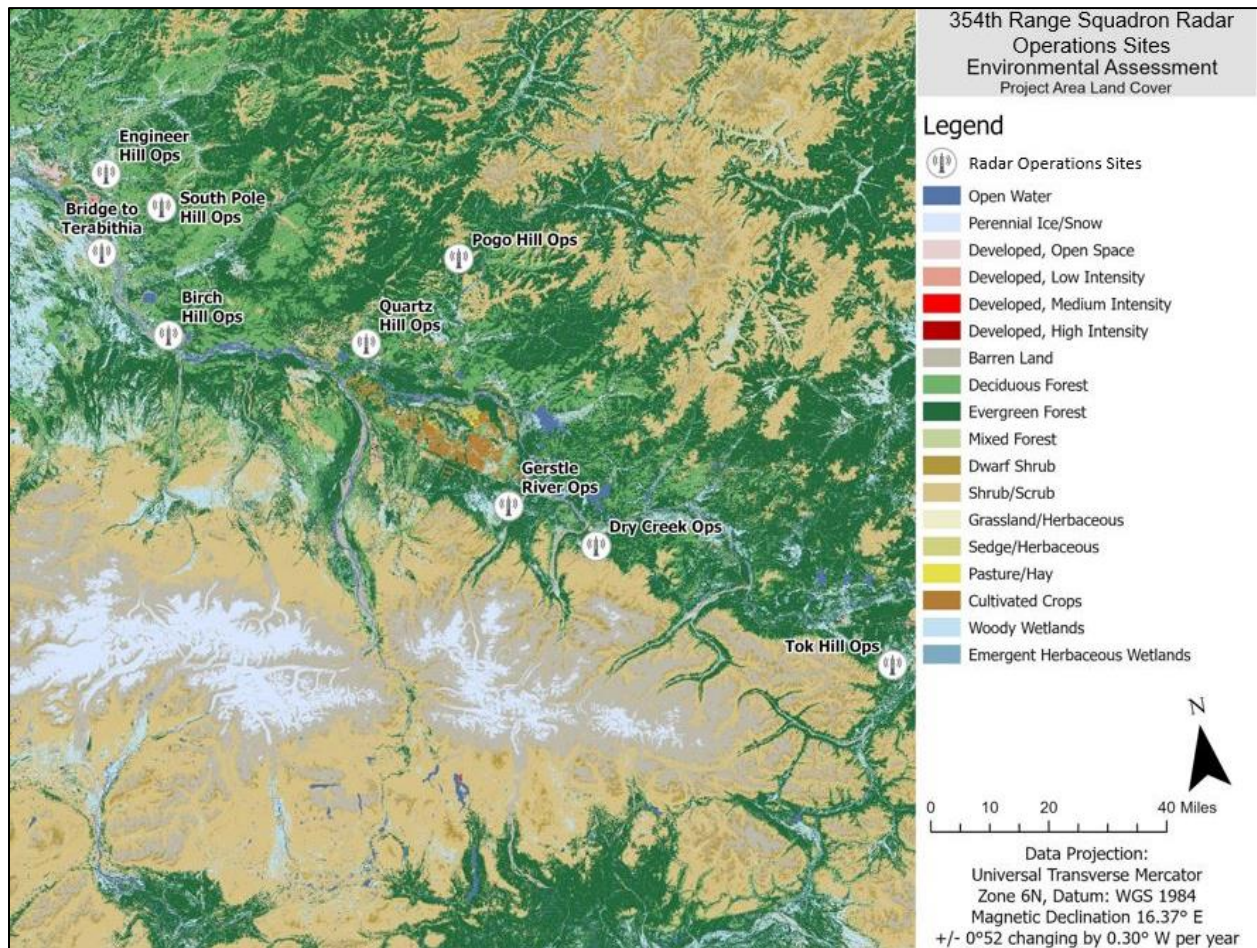 354th Range Squadron Radar
Operations Sites
Environmental Assessment
Project Area Land Cover
Legend
Radar Operations Sites
Open Water
Perennial Ice/Snow
Developed, Open Space
Developed, Low Intensity
Developed, Medium Intensity
Developed, High Intensity
Barren Land
Deciduous Forest
Evergreen Forest
Mixed Forest
Dwarf Shrub
Shrub/Scrub
Grassland/Herbaceous
Sedge/Herbaceous
Pasture/Hay
Cultivated Crops
Woody Wetlands
Emergent Herbaceous Wetlands
Engineer
Hill Ops
South Pole
Hill Ops
Bridge to
Terabithia
Pogo Hill Ops
Birch
Hill Ops
Quartz
Hill Ops
Gerstle
River Ops
Dry Creek Ops
Tok Hill Ops
N
0 10 20 40 Miles
Data Projection:
Universal Transverse Mercator
Zone 6N, Datum: WGS 1984
Magnetic Declination 16.37° E
+/- 0°52 changing by 0.30° W per year